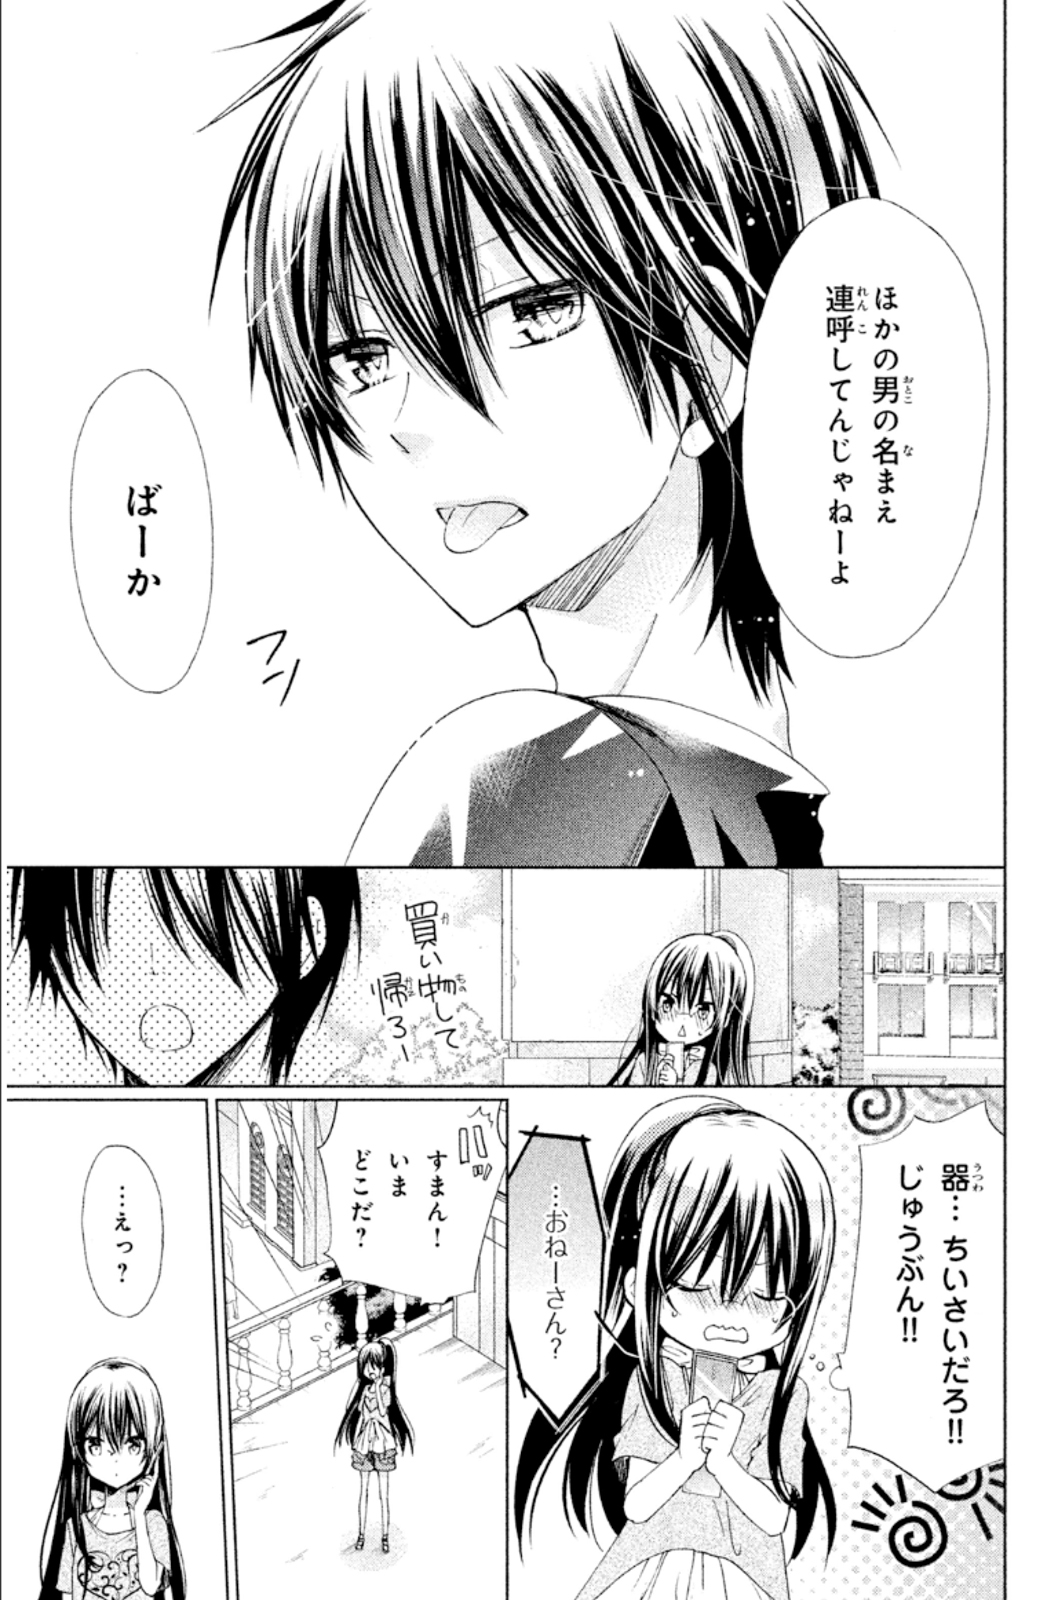 ほかの男の名まえ
連呼してんじゃねーよ
ばーか
フン
買い物して
帰ろー
器…ちいさいだろ!!
じゅうぶん!!
…おねーさん?
ハッ
すまん!
いま
どこだ?
…えっ?